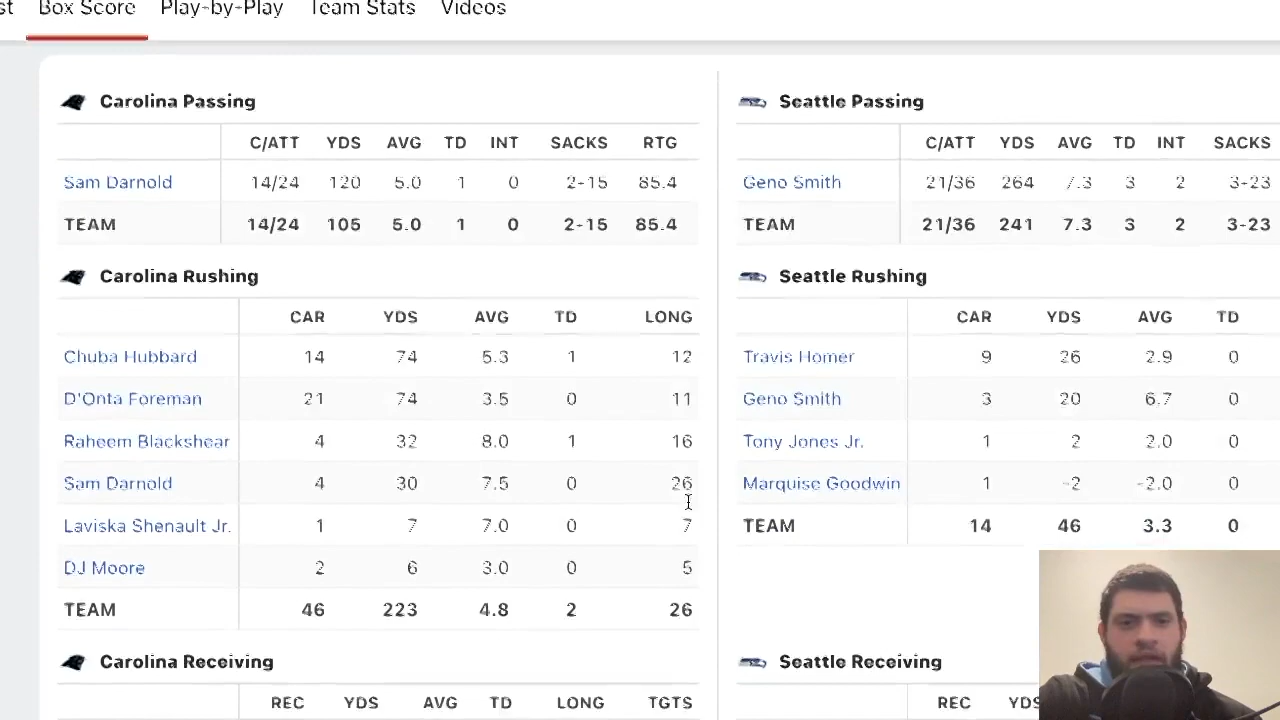 st Box Score Play-by-Play Team Stats Videos
Carolina Passing
C/ATT YDS AVG TD INT SACKS RTG
Sam Darnold 14/24 120 5.0 1 0 2-15 85.4
TEAM 14/24 105 5.0 1 0 2-15 85.4
Carolina Rushing
CAR YDS AVG TD LONG
Chuba Hubbard 14 74 5.3 1 12
D'Onta Foreman 21 74 3.5 0 11
Raheem Blackshear 4 32 8.0 1 16
Sam Darnold 4 30 7.5 0 26
Laviska Shenault Jr. 1 7 7.0 0 7
DJ Moore 2 6 3.0 0 5
TEAM 46 223 4.8 2 26
Carolina Receiving
REC YDS AVG TD LONG TGTS
Seattle Passing
C/ATT YDS AVG TD INT SACKS
Geno Smith 21/36 264 7.3 3 2 3-23
TEAM 21/36 241 7.3 3 2 3-23
Seattle Rushing
CAR YDS AVG TD
Travis Homer 9 26 2.9 0
Geno Smith 3 20 6.7 0
Tony Jones Jr. 1 2 2.0 0
Marquise Goodwin 1 -2 -2.0 0
TEAM 14 46 3.3 0
Seattle Receiving
REC YDS